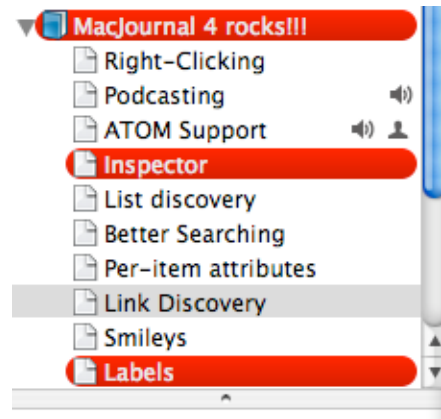 MacJournal 4 rocks!!!
Right-Clicking
Podcasting
ATOM Support
Inspector
List discovery
Better Searching
Per-item attributes
Link Discovery
Smileys
Labels